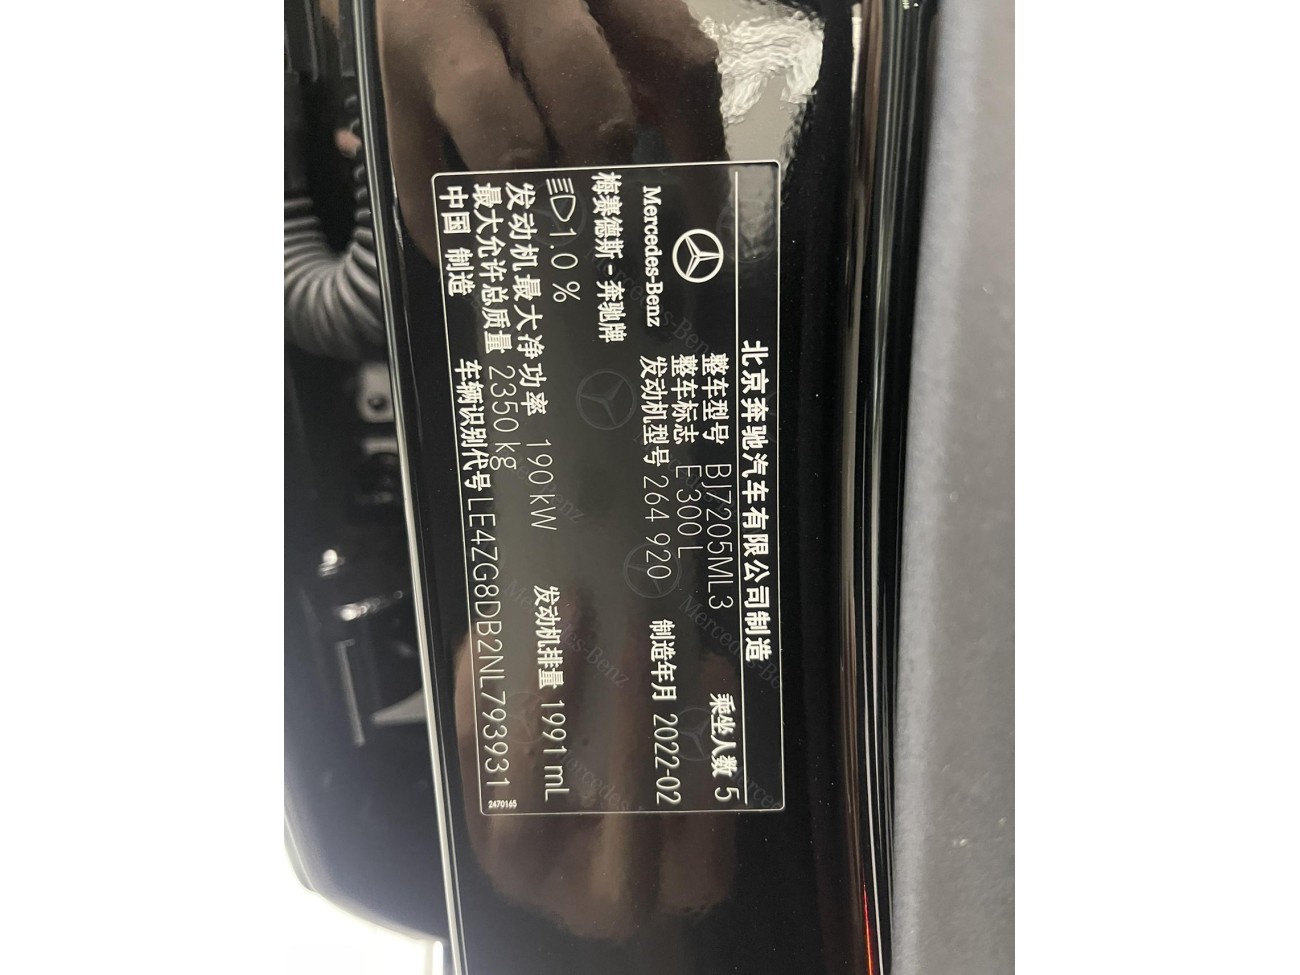 北京奔驰汽车有限公司制造
整车型号 BJ7205ML3 乘坐人数 5
整车标志 E 300 L
Mercedes-Benz 发动机型号 264 920 制造年月 2022-02
梅赛德斯-奔驰牌
1.0 %
发动机最大净功率 190 kW 发动机排量 1991 mL
最大允许总质量 2350 kg
中国 制造 车辆识别代号 LE4ZG8DB2NL793931
2470165